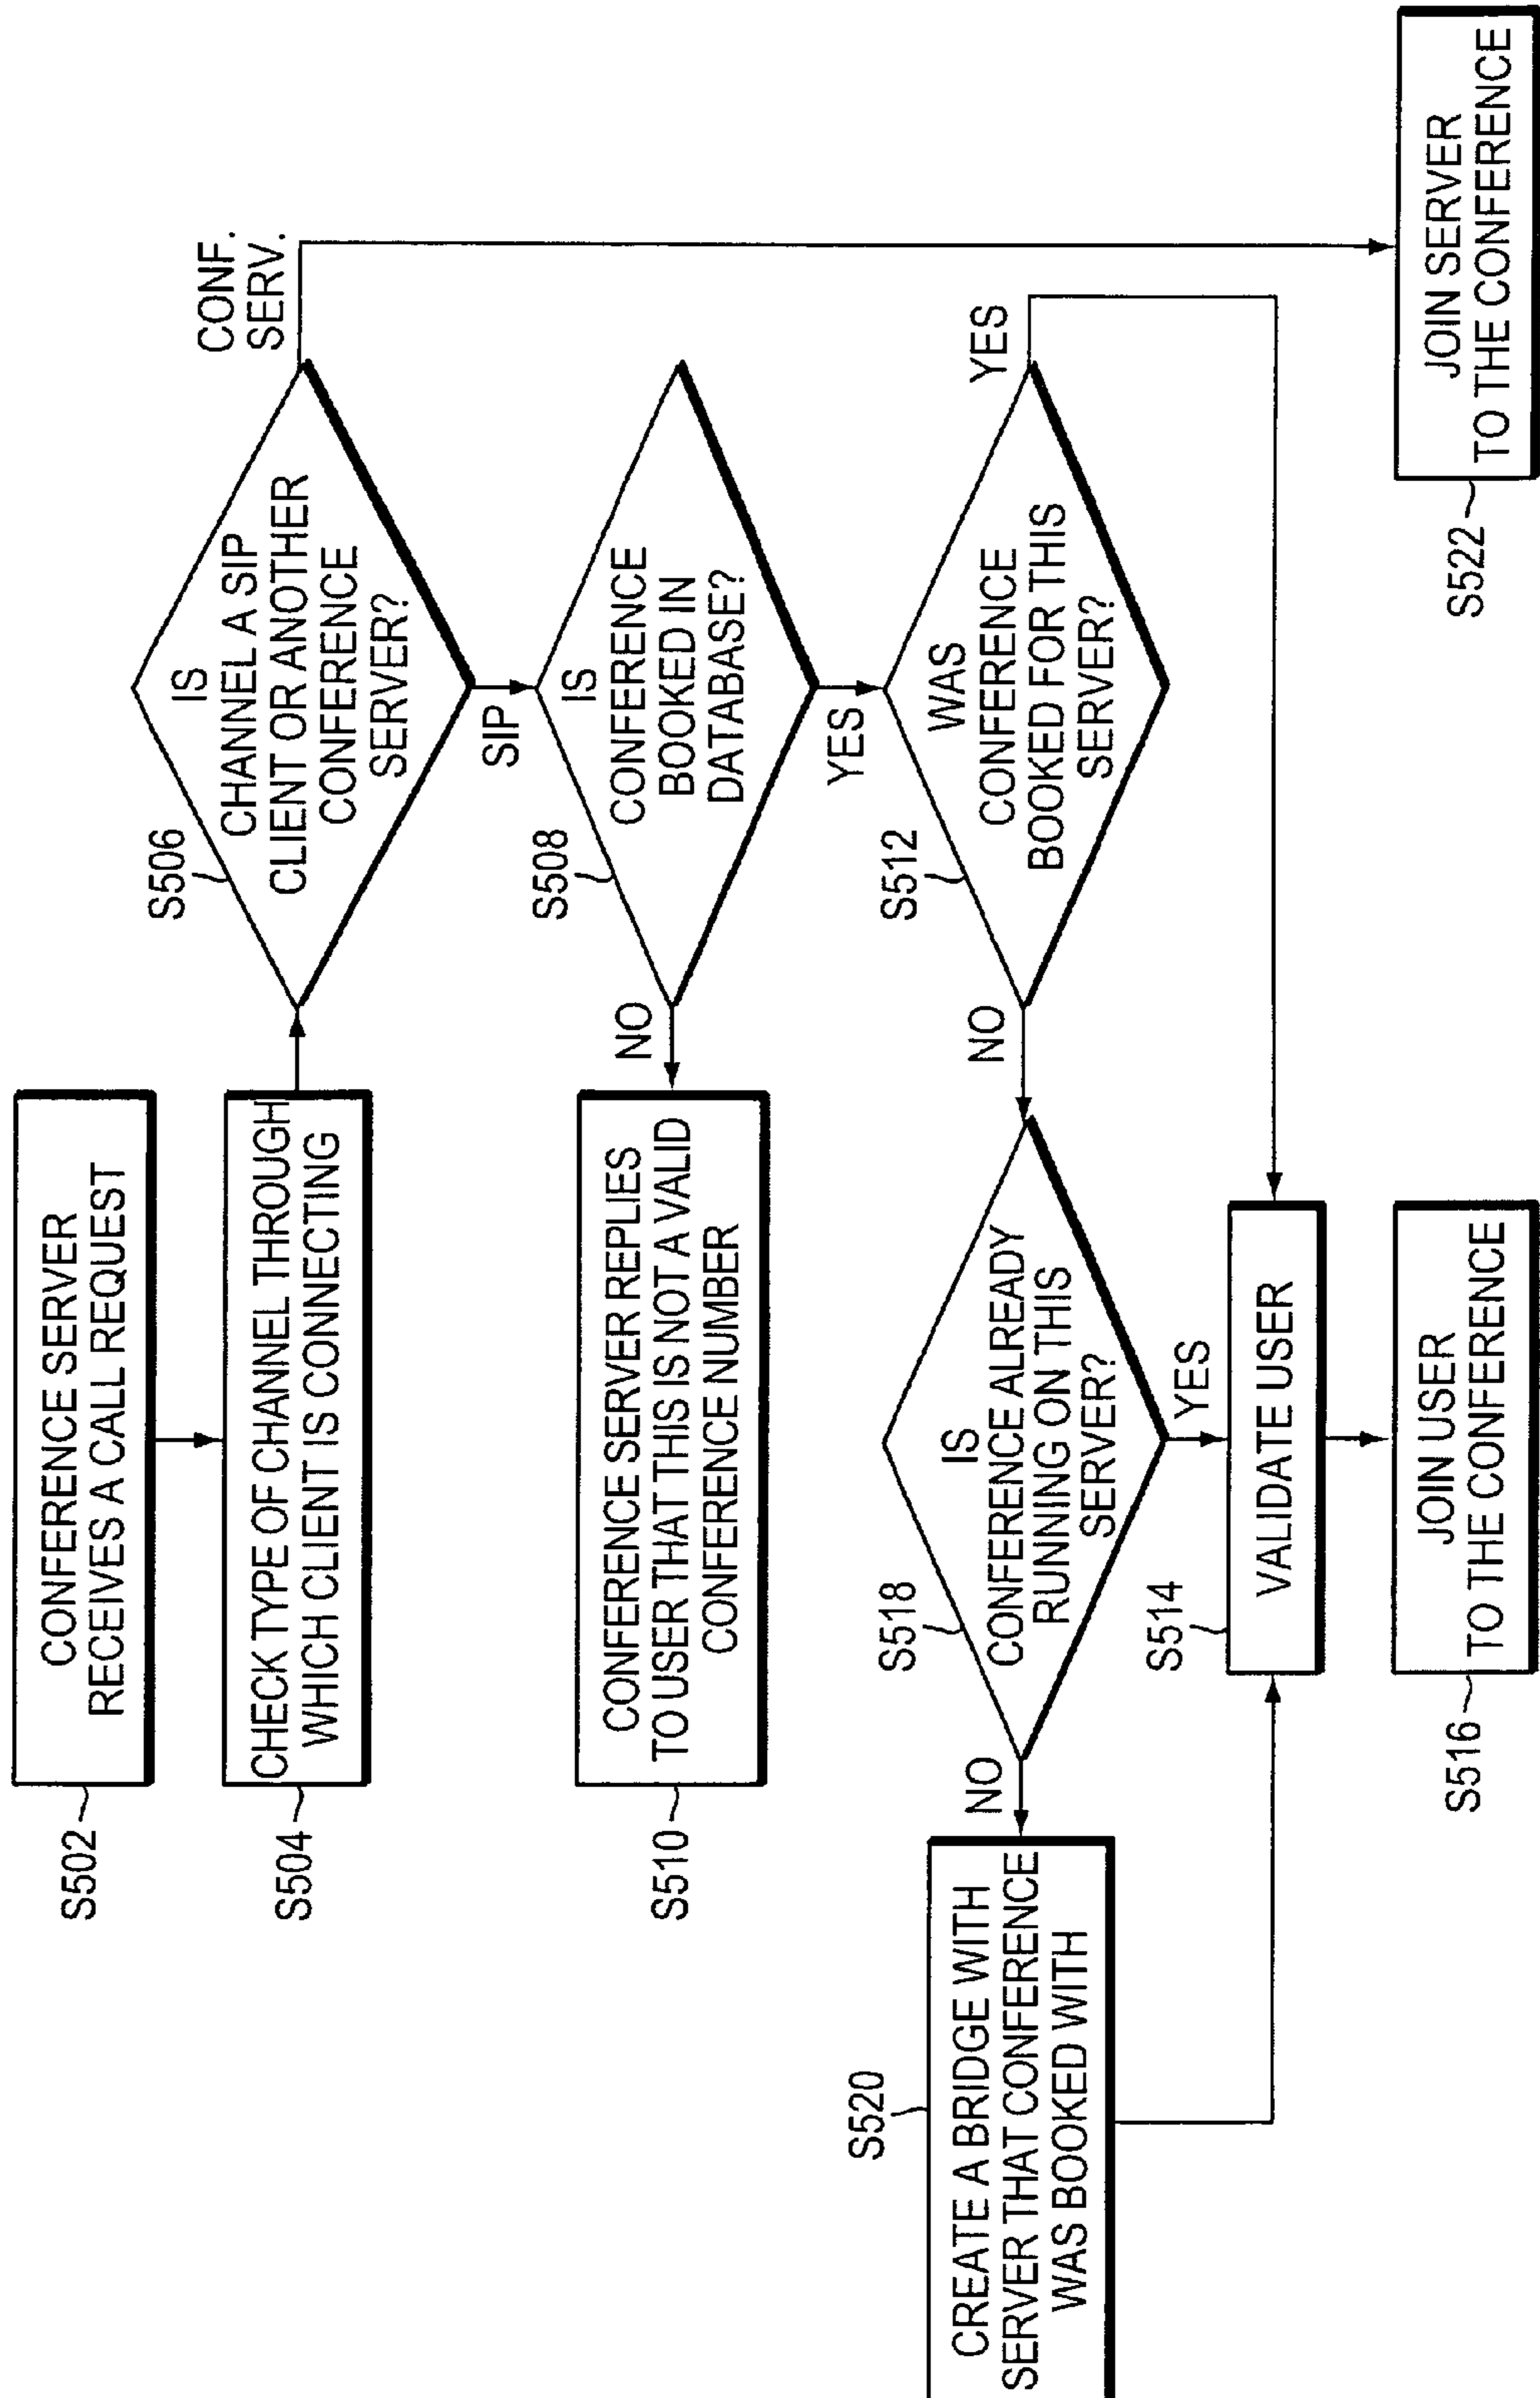 S502
CONFERENCE SERVER
RECEIVES A CALL REQUEST
S504
CHECK TYPE OF CHANNEL THROUGH
WHICH CLIENT IS CONNECTING
S506
IS
CHANNEL A SIP
CLIENT OR ANOTHER
CONFERENCE
SERVER?
CONF.
SERV.
SIP
S508
IS
CONFERENCE
BOOKED IN
DATABASE?
NO
YES
S510
CONFERENCE SERVER REPLIES
TO USER THAT THIS IS NOT A VALID
CONFERENCE NUMBER
S512
WAS
CONFERENCE
BOOKED FOR THIS
SERVER?
NO
YES
S518
IS
CONFERENCE ALREADY
RUNNING ON THIS
SERVER?
NO
YES
S520
CREATE A BRIDGE WITH
SERVER THAT CONFERENCE
WAS BOOKED WITH
S514
VALIDATE USER
S516
JOIN USER
TO THE CONFERENCE
S522
JOIN SERVER
TO THE CONFERENCE